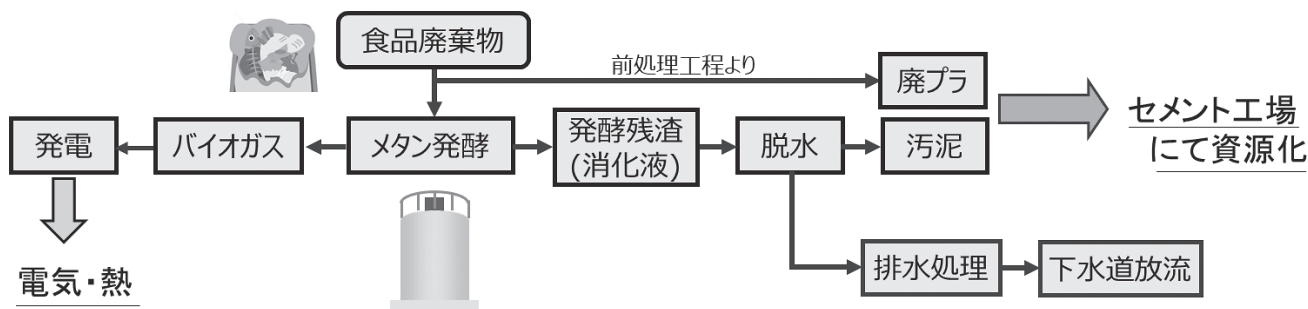 食品廃棄物
前処理工程より
廃プラ
セメント工場
にて資源化
発電
バイオガス
メタン発酵
発酵残渣
(消化液)
脱水
汚泥
電気・熱
排水処理
下水道放流